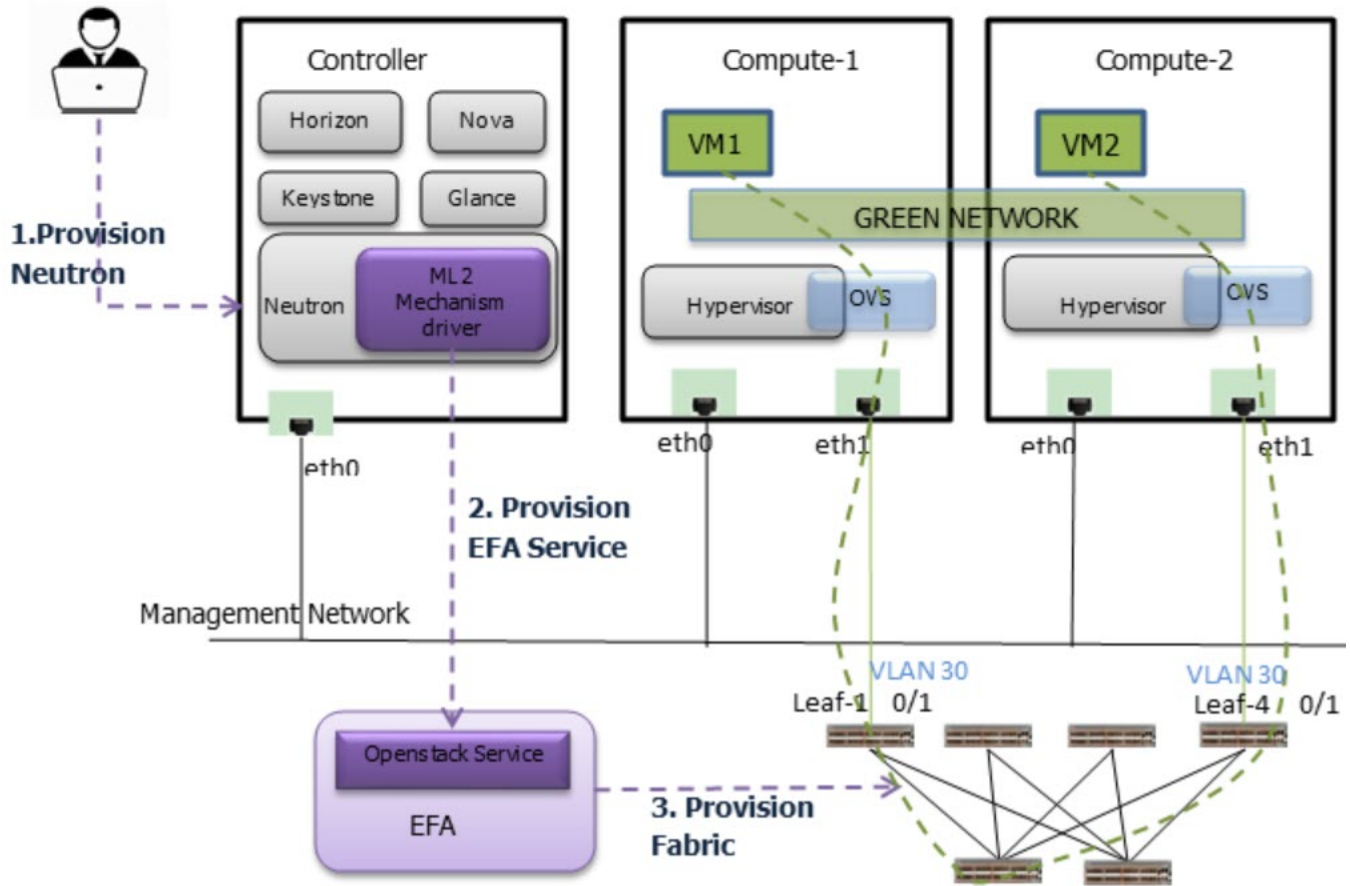 Controller
Compute-1
Compute-2
Horizon
Nova
VM1
VM2
Keystone
Glance
1.Provision
Neutron
GREEN NETWORK
Neutron
ML2
Mechanism
driver
Hypervisor
OVS
Hypervisor
OVS
eth0
eth0
eth1
eth0
eth1
2. Provision
EFA Service
Management Network
VLAN 30
VLAN 30
Leaf-1 0/1
Leaf-4 0/1
Openstack Service
EFA
3. Provision
Fabric